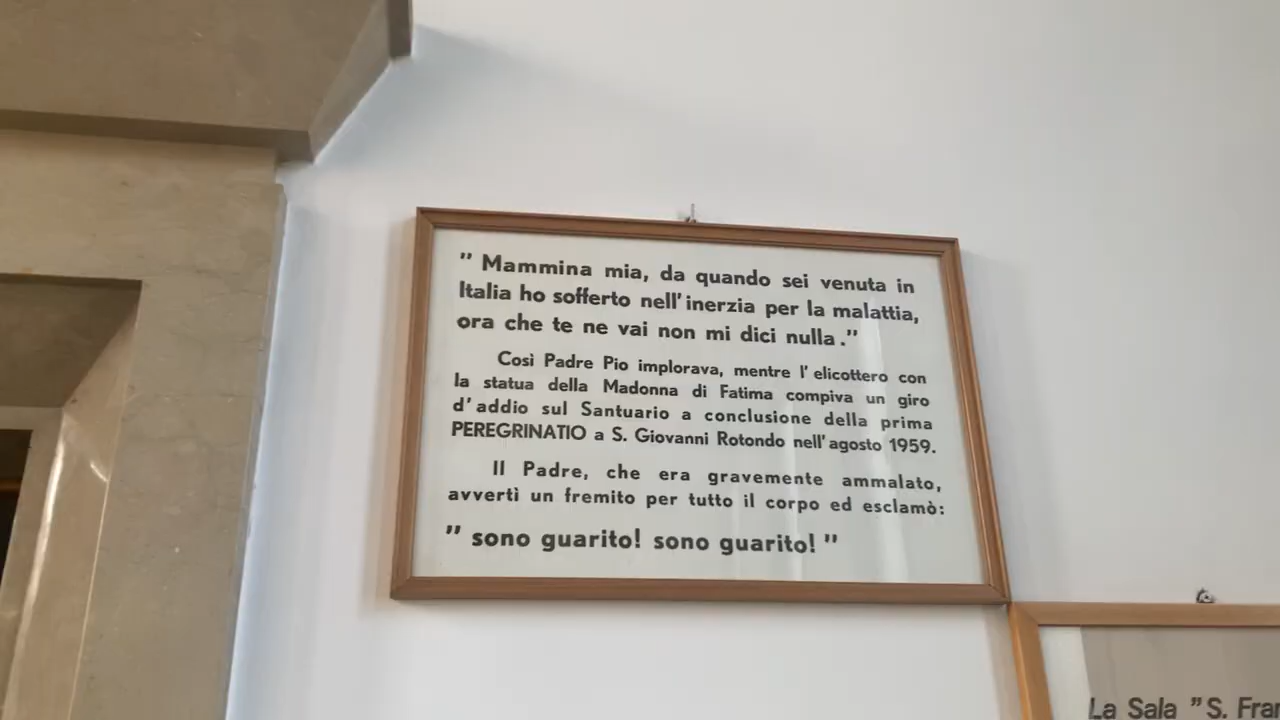 ” Mammina mia, da quando sei venuta in
Italia ho sofferto nell'inerzia per la malattia,
ora che te ne vai non mi dici nulla.”
Così Padre Pio implorava, mentre l'elicottero con
la statua della Madonna di Fatima compiva un giro
d'addio sul Santuario a conclusione della prima
PEREGRINATIO a S. Giovanni Rotondo nell'agosto 1959.
Il Padre, che era gravemente ammalato,
avvertì un fremito per tutto il corpo ed esclamò:
” sono guarito! sono guarito! ”
La Sala ” S.